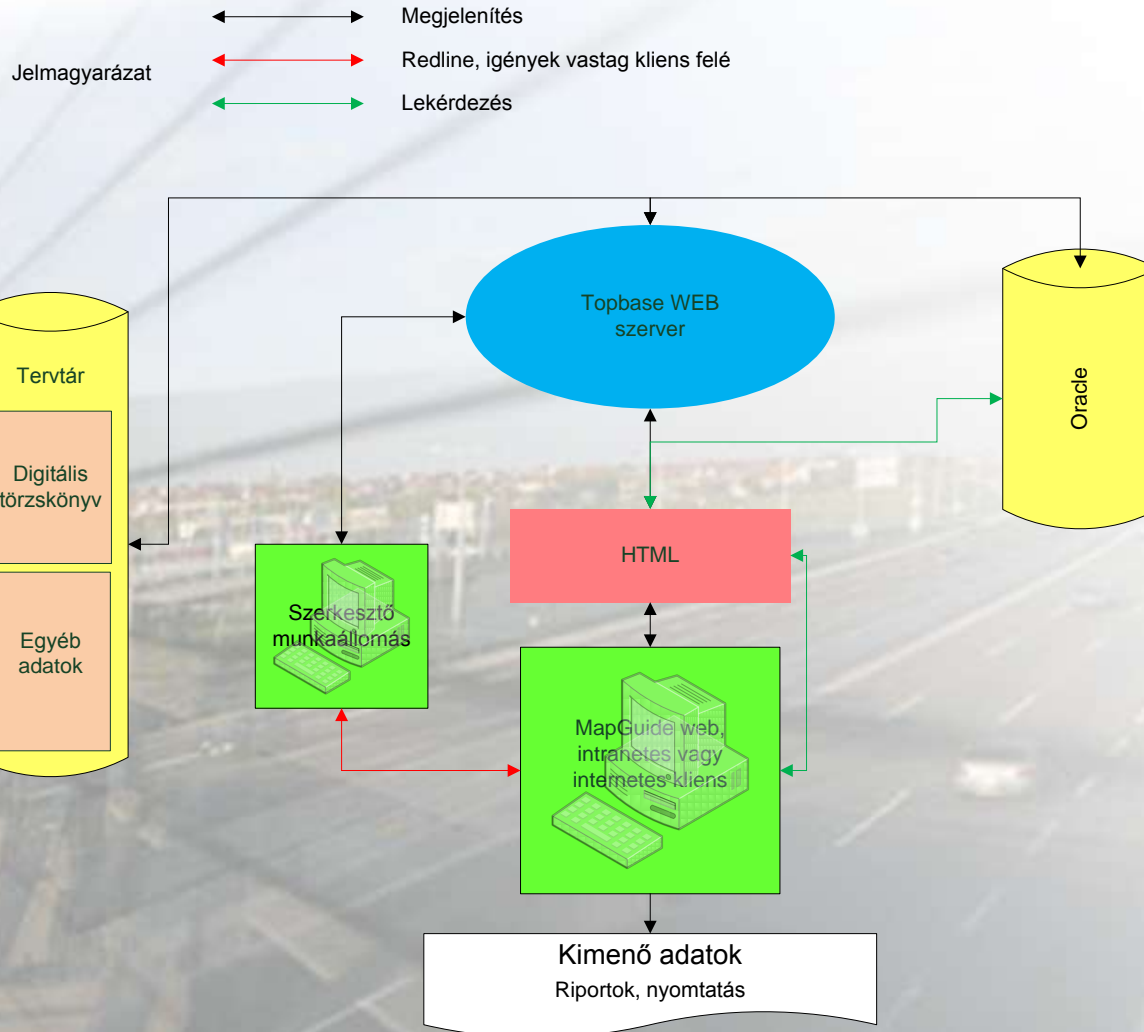 Megjelenítés
Jelmagyarázat
Redline, igények vastag kliens felé
Lekérdezés
Topbase WEB
szerver
Tervtár
Oracle
Digitális
törzskönyv
HTML
Szerkesztő
munkaállomás
Egyéb
adatok
MapGuide web,
intranetes vagy
internetes kliens
Kimenő adatok
Riportok, nyomtatás